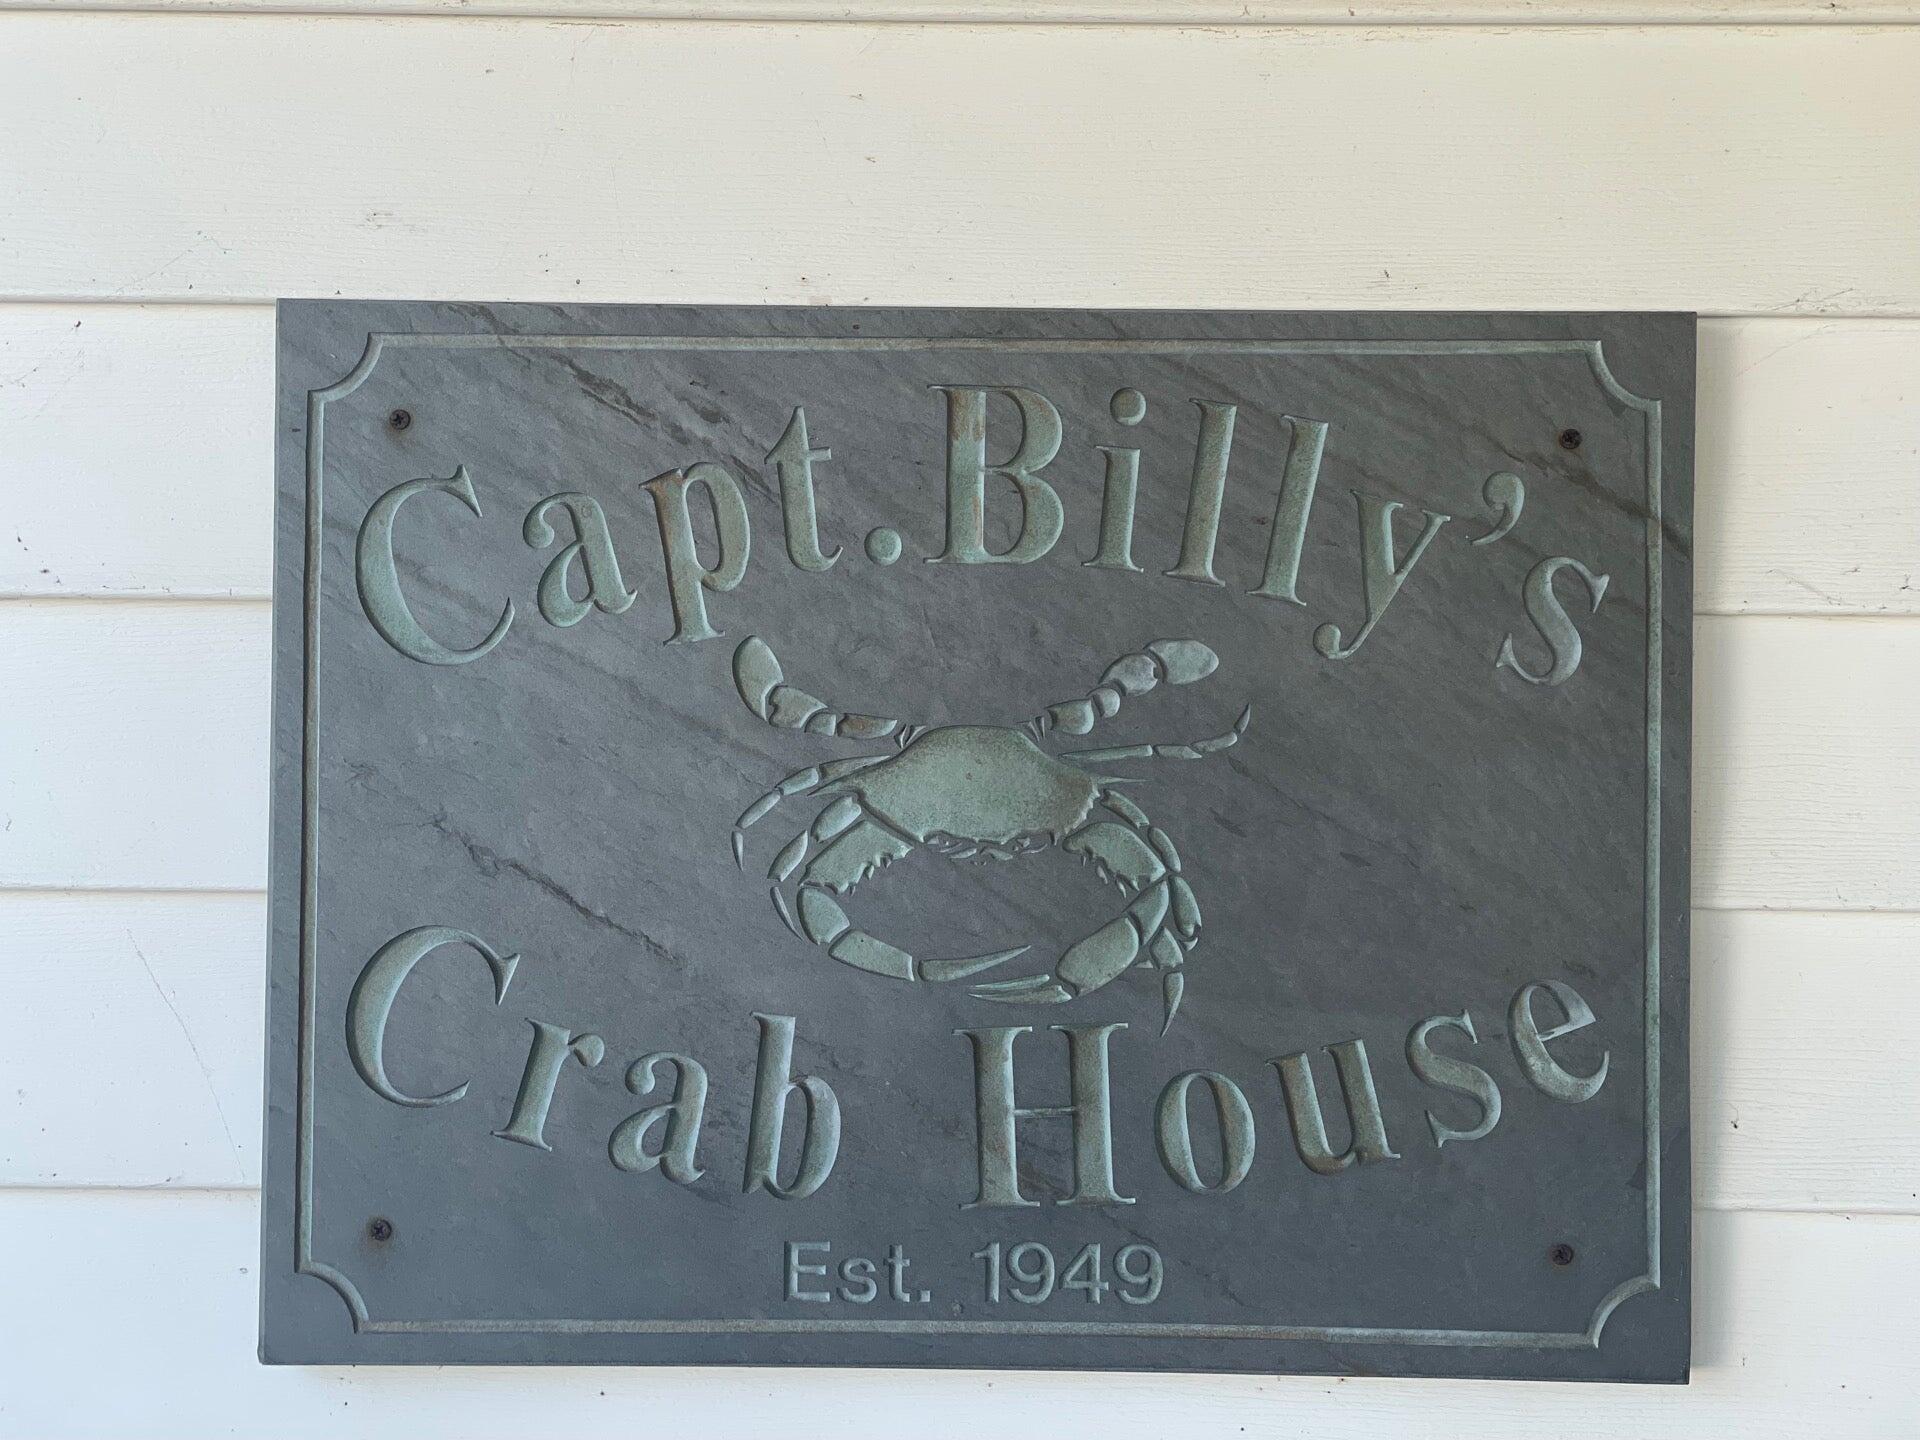 Capt. Billy's
Crab House
Est. 1949